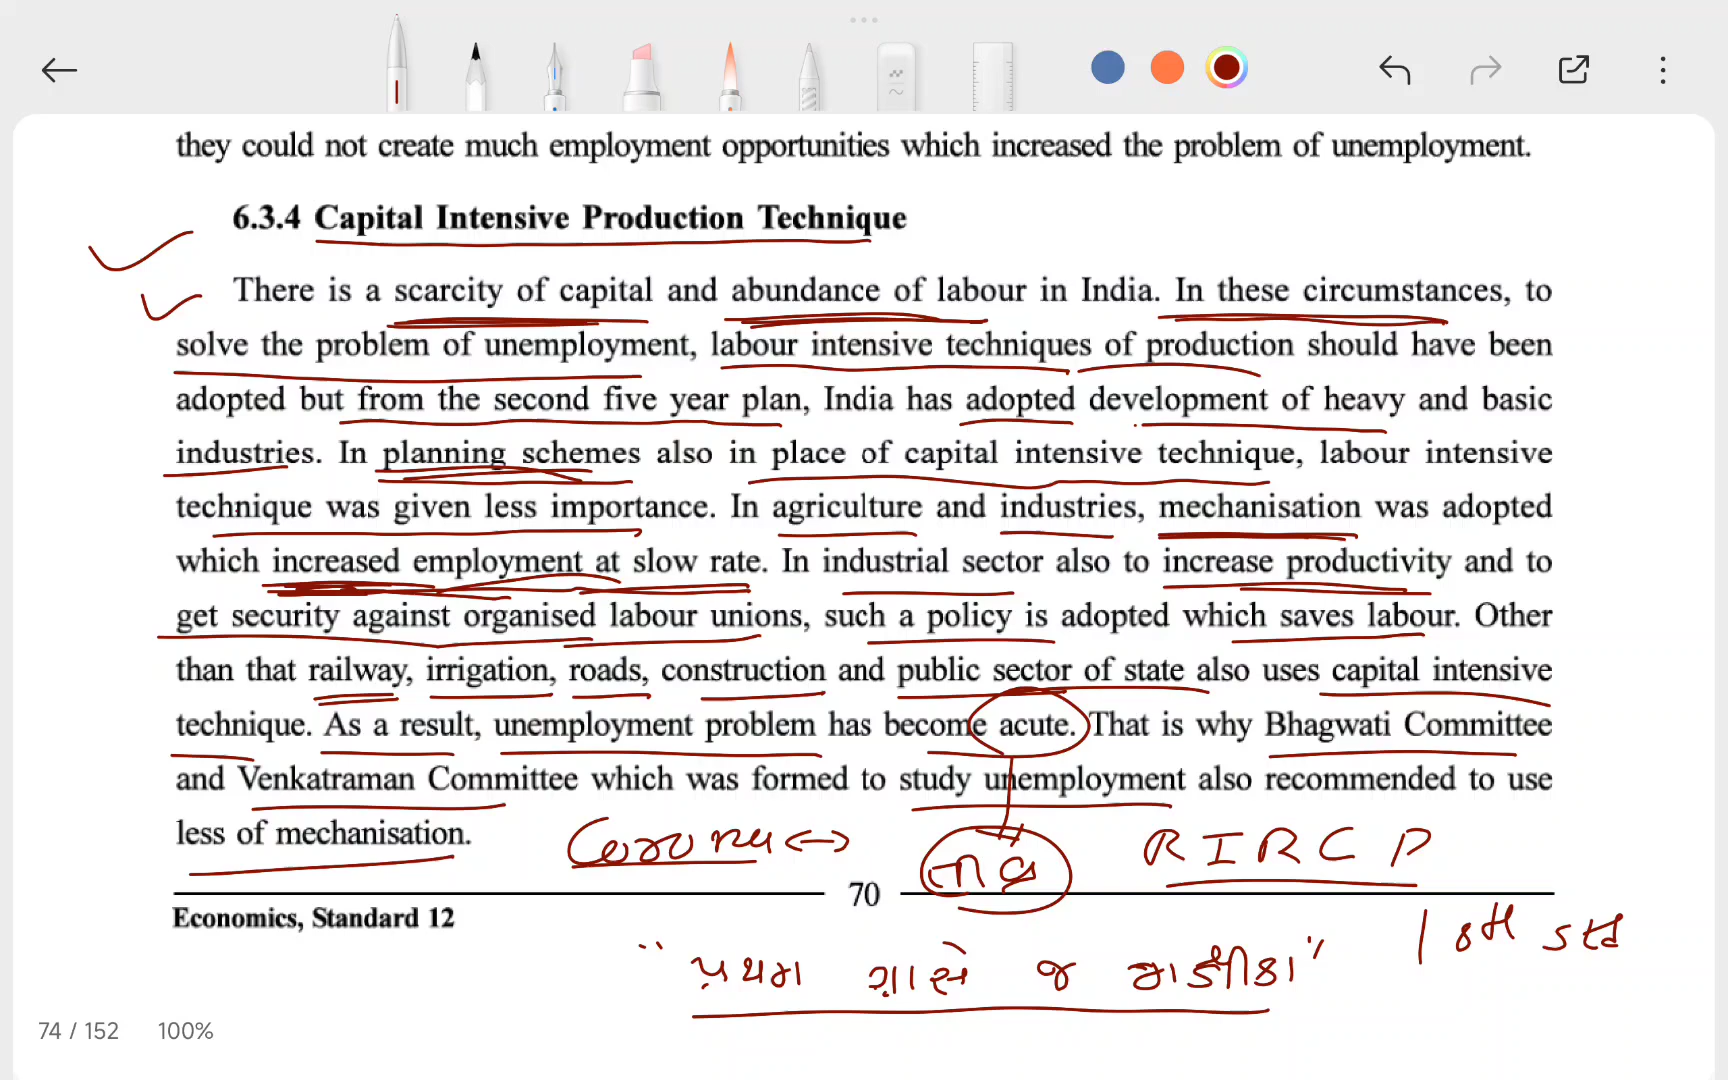 they could not create much employment opportunities which increased the problem of unemployment.
6.3.4 Capital Intensive Production Technique
There is a scarcity of capital and abundance of labour in India. In these circumstances, to
solve the problem of unemployment, labour intensive techniques of production should have been
adopted but from the second five year plan, India has adopted development of heavy and basic
industries. In planning schemes also in place of capital intensive technique, labour intensive
technique was given less importance. In agriculture and industries, mechanisation was adopted
which increased employment at slow rate. In industrial sector also to increase productivity and to
get security against organised labour unions, such a policy is adopted which saves labour. Other
than that railway, irrigation, roads, construction and public sector of state also uses capital intensive
technique. As a result, unemployment problem has become acute. That is why Bhagwati Committee
and Venkatraman Committee which was formed to study unemployment also recommended to use
less of mechanisation.
RIRCP
70
Economics, Standard 12
std
"પ્રથમ ગ્રાસે જ"
74 / 152 100%